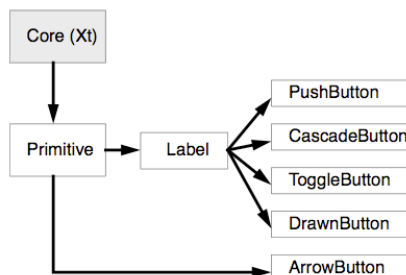 Core (Xt)
PushButton
CascadeButton
Primitive
Label
ToggleButton
DrawnButton
ArrowButton